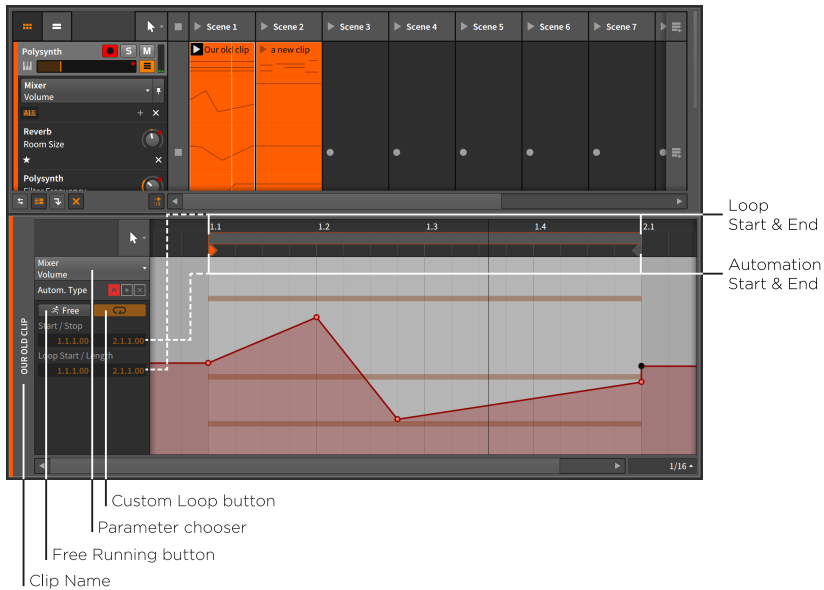 Scene 1
Scene 2
Scene 3
Scene 4
Scene 5
Scene 6
Scene 7
Polysynth
S
M
Our old clip
a new clip
Mixer
Volume
ALL
Reverb
Room Size
Polysynth
Filter Frequency
1.1
1.2
1.3
1.4
2.1
Loop
Start & End
Automation
Start & End
Mixer
Volume
Autom. Type
Free
Start / Stop
1.1.1.00
2.1.1.00
Loop Start / Length
1.1.1.00
2.1.1.00
OUR OLD CLIP
1/16
Custom Loop button
Parameter chooser
Free Running button
Clip Name